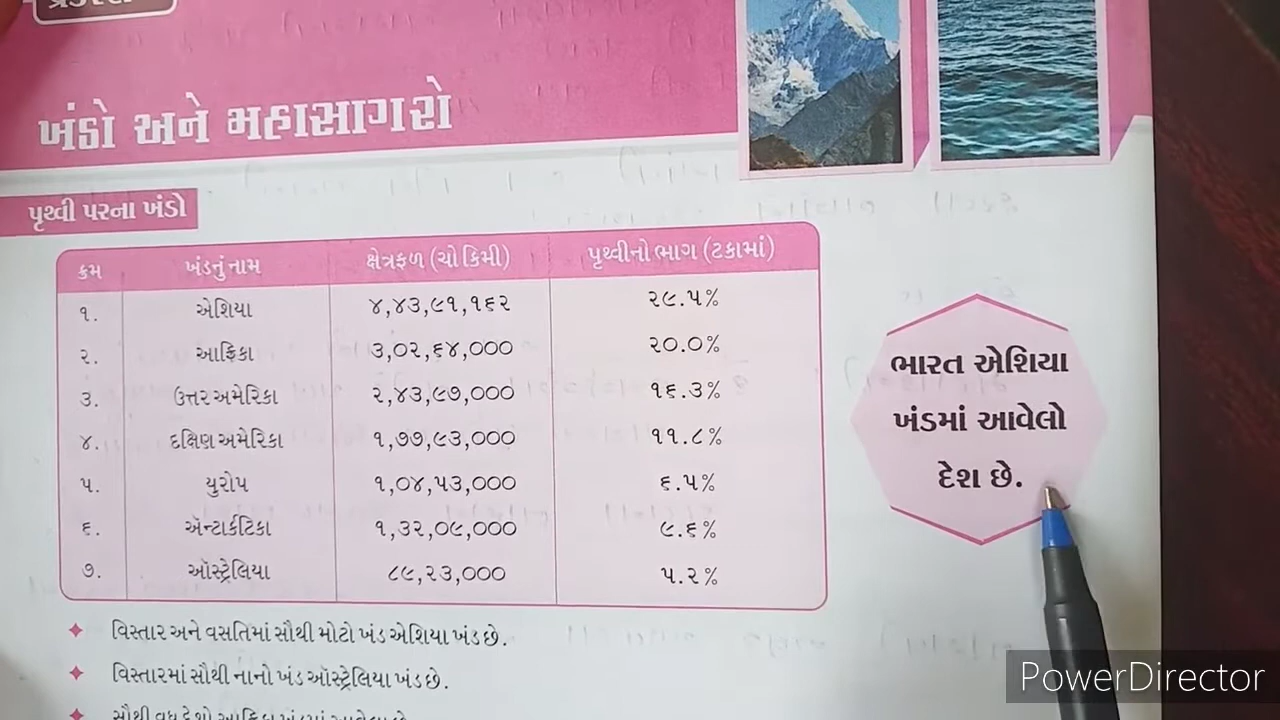 ખંડો અને મહાસાગરો
પૃથ્વી પરના ખંડો
ક્રમ ખંડનું નામ ક્ષેત્રફળ (ચો કિમી) પૃથ્વીનો ભાગ (ટકામાં)
૧. એશિયા ૪,૪૩,૯૧,૧૬૨ ૨૯.૫%
૨. આફ્રિકા ૩,૦૨,૬૪,૦૦૦ ૨૦.૦%
૩. ઉત્તર અમેરિકા ૨,૪૩,૯૭,૦૦૦ ૧૬.૩%
૪. દક્ષિણ અમેરિકા ૧,૭૭,૯૩,૦૦૦ ૧૧.૮%
૫. યુરોપ ૧,૦૪,૫૩,૦૦૦ ૬.૫%
૬. ઍન્ટાર્કટિકા ૧,૩૨,૦૯,૦૦૦ ૯.૬%
૭. ઑસ્ટ્રેલિયા ૮૯,૨૩,૦૦૦ ૫.૨%
ભારત એશિયા
ખંડમાં આવેલો
દેશ છે.
વિસ્તાર અને વસતિમાં સૌથી મોટો ખંડ એશિયા ખંડ છે.
વિસ્તારમાં સૌથી નાનો ખંડ ઑસ્ટ્રેલિયા ખંડ છે.
PowerDirector